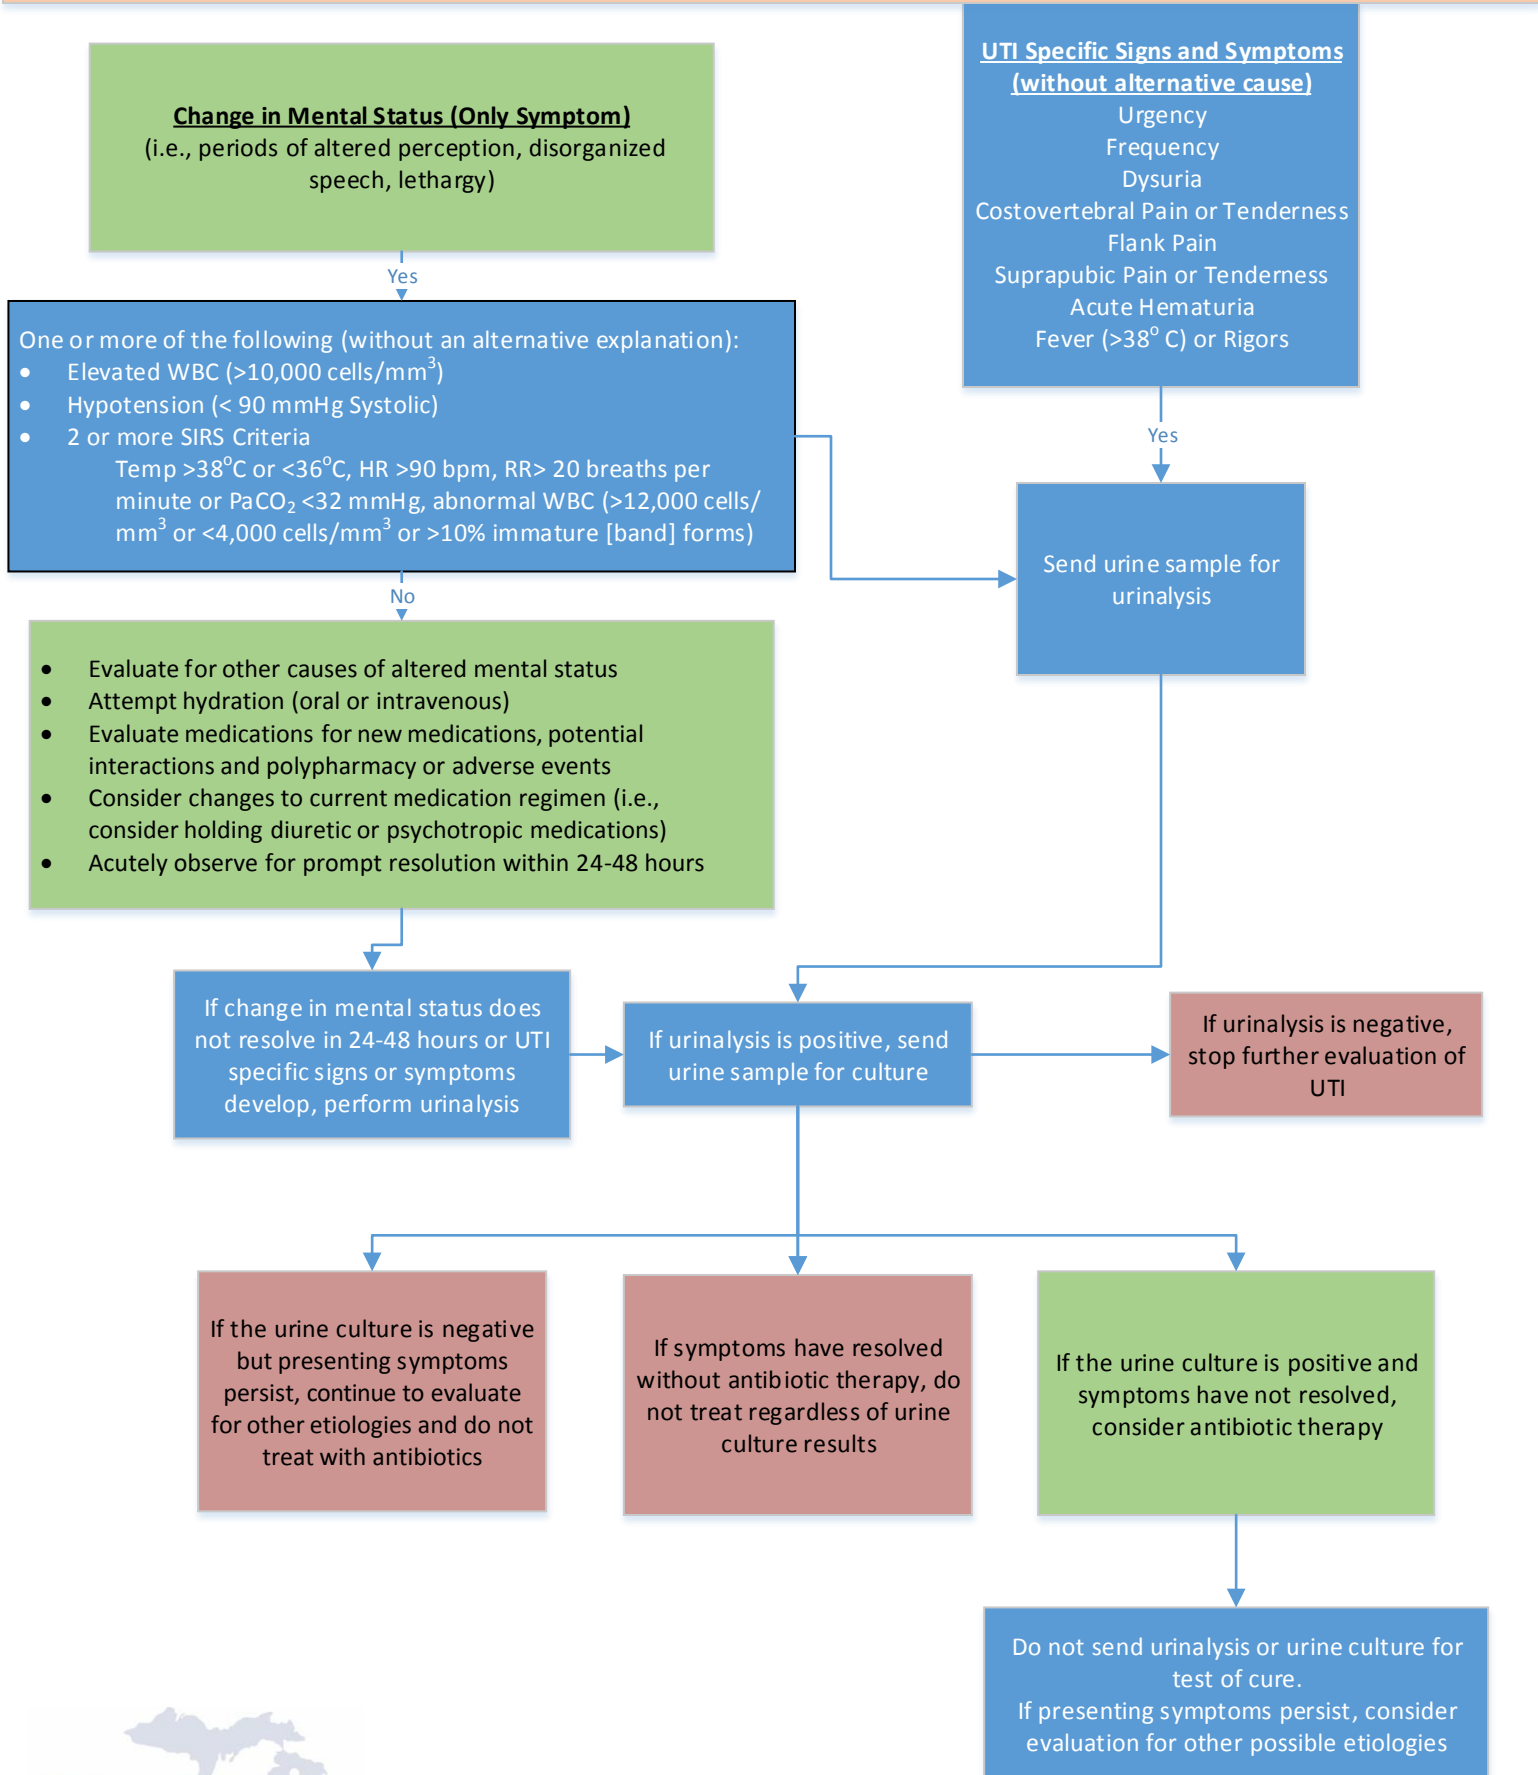 Change in Mental Status (Only Symptom)
(i.e., periods of altered perception, disorganized
speech, lethargy)
UTI Specific Signs and Symptoms
(without alternative cause)
Urgency
Frequency
Dysuria
Costovertebral Pain or Tenderness
Flank Pain
Suprapubic Pain or Tenderness
Acute Hematuria
Fever (>38° C) or Rigors
Yes
One or more of the following (without an alternative explanation):
• Elevated WBC (>10,000 cells/mm³)
• Hypotension (< 90 mmHg Systolic)
• 2 or more SIRS Criteria
Temp >38°C or <36°C, HR >90 bpm, RR> 20 breaths per
minute or PaCO₂ <32 mmHg, abnormal WBC (>12,000 cells/
mm³ or <4,000 cells/mm³ or >10% immature [band] forms)
Yes
Send urine sample for
urinalysis
No
• Evaluate for other causes of altered mental status
• Attempt hydration (oral or intravenous)
• Evaluate medications for new medications, potential
interactions and polypharmacy or adverse events
• Consider changes to current medication regimen (i.e.,
consider holding diuretic or psychotropic medications)
• Acutely observe for prompt resolution within 24-48 hours
If change in mental status does
not resolve in 24-48 hours or UTI
specific signs or symptoms
develop, perform urinalysis
If urinalysis is positive, send
urine sample for culture
If urinalysis is negative,
stop further evaluation of
UTI
If the urine culture is negative
but presenting symptoms
persist, continue to evaluate
for other etiologies and do not
treat with antibiotics
If symptoms have resolved
without antibiotic therapy, do
not treat regardless of urine
culture results
If the urine culture is positive and
symptoms have not resolved,
consider antibiotic therapy
Do not send urinalysis or urine culture for
test of cure.
If presenting symptoms persist, consider
evaluation for other possible etiologies